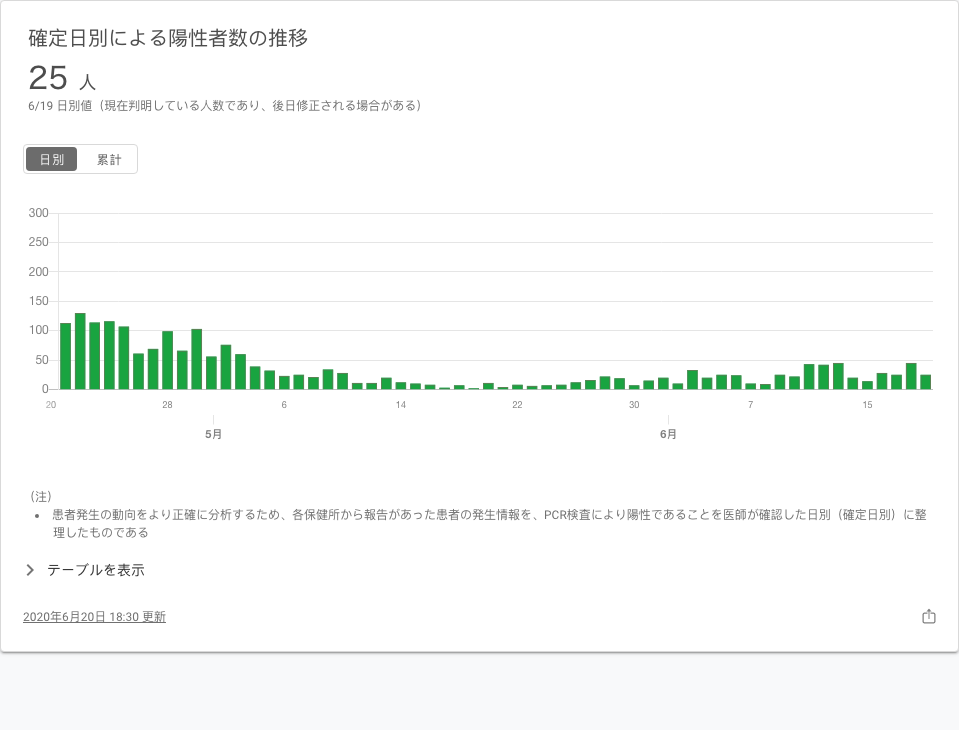 確定日別による陽性者数の推移
25 人
6/19 日別値（現在判明している人数であり、後日修正される場合がある）
日別 累計
300
250
200
150
100
50
0
20 28 6 14 22 30 7 15
5月 6月
（注）
• 患者発生の動向をより正確に分析するため、各保健所から報告があった患者の発生情報を、PCR検査により陽性であることを医師が確認した日別（確定日別）に整
理したものである
テーブルを表示
2020年6月20日 18:30 更新